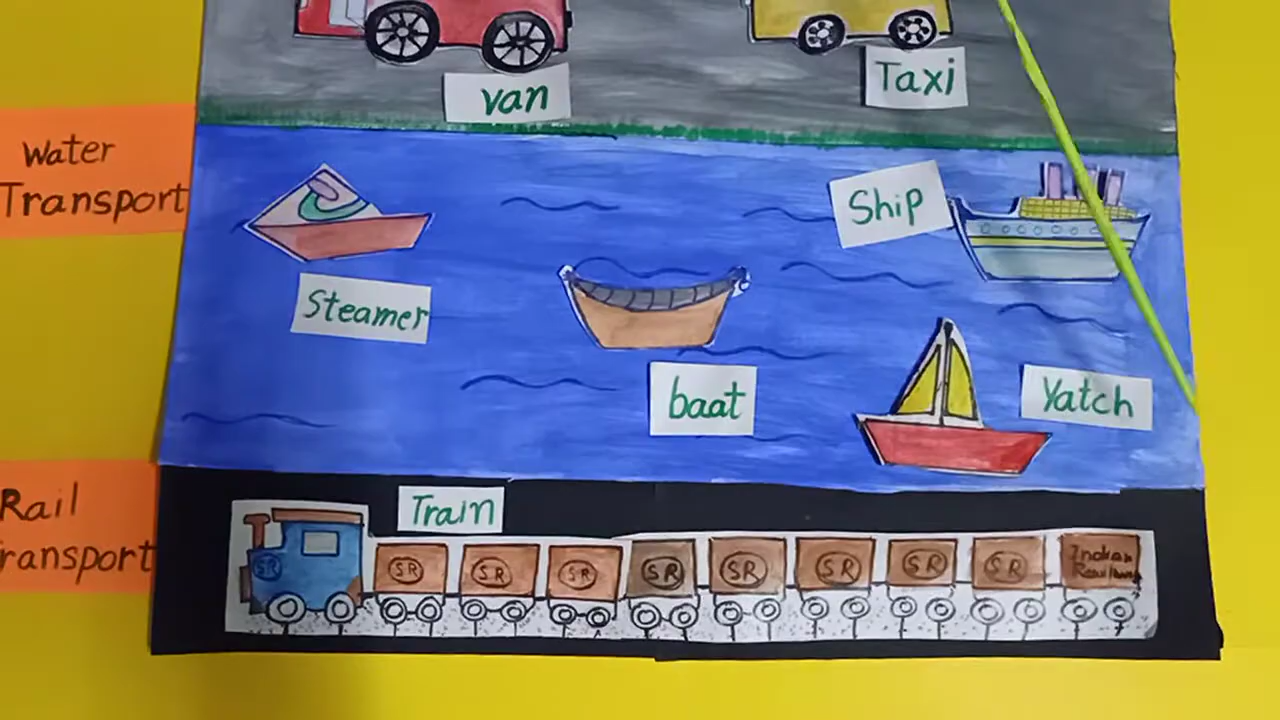 van
Taxi
Water
Transport
Ship
Steamer
baat
Yatch
Rail
ransport
Train
SR
SR
SR
SR
SR
SR
SR
SR
SR
Indian
Railway